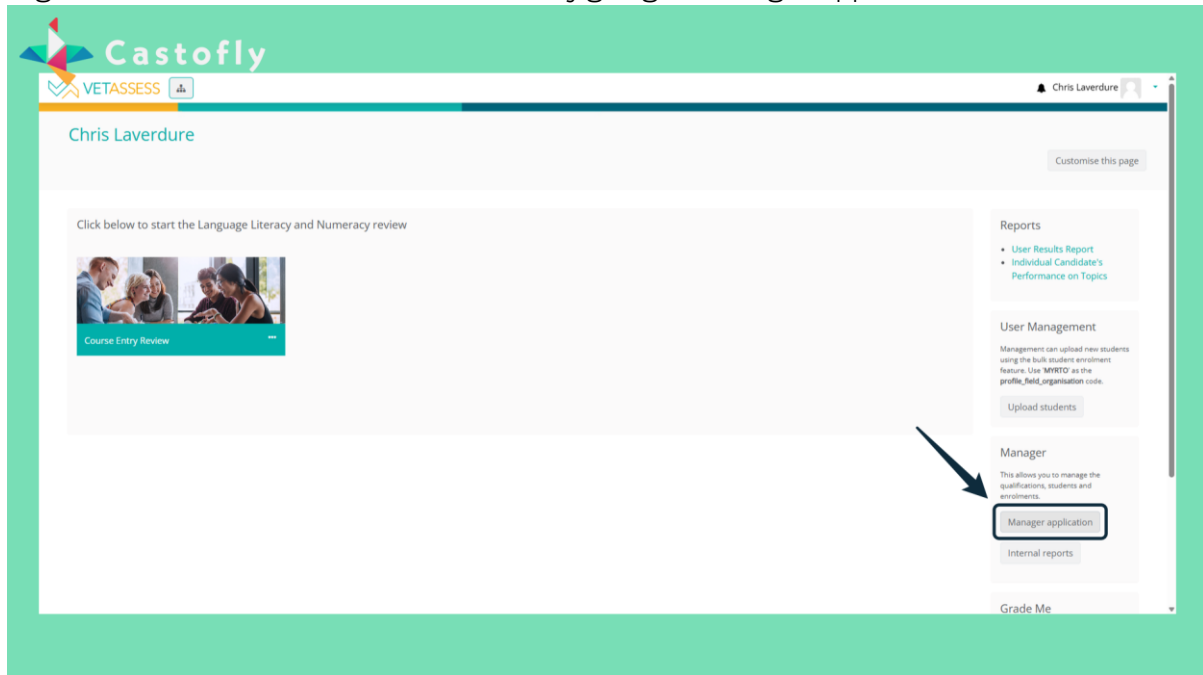 Castofly
VETASSESS
Chris Laverdure
Chris Laverdure
Customise this page
Click below to start the Language Literacy and Numeracy review
Course Entry Review
Reports
• User Results Report
• Individual Candidate's
Performance on Topics
User Management
Management can upload new students
using the bulk student enrolment
feature. Use 'MYRTO' as the
profile_field_organisation code.
Upload students
Manager
This allows you to manage the
qualifications, students and
enrolments.
Manager application
Internal reports
Grade Me